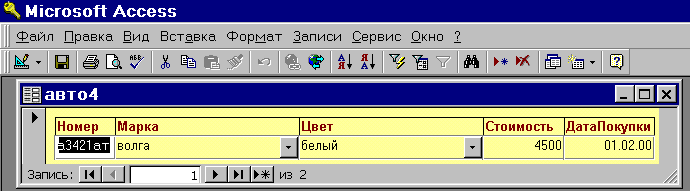 Microsoft Access
Файл Правка Вид Вставка Формат Записи Сервис Окно ?
авто4
Номер Марка Цвет Стоимость ДатаПокупки
а3421ат волга белый 4500 01.02.00
Запись: 1 из 2